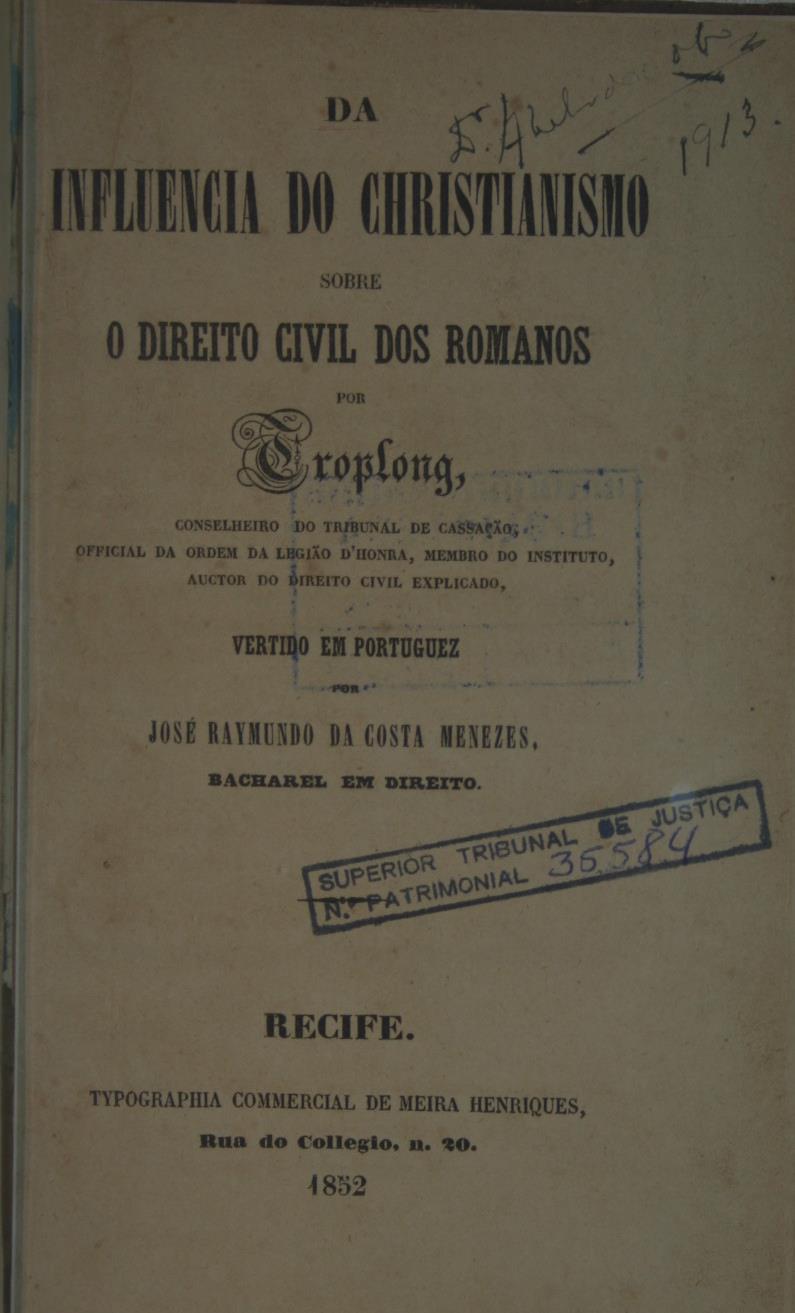 DA
INFLUENCIA DO CHRISTIANISMO
SOBRE
O DIREITO CIVIL DOS ROMANOS
POR
Troplong,
CONSELHEIRO DO TRIBUNAL DE CASSAÇÃO,
OFFICIAL DA ORDEM DA LEGIÃO D'HONRA, MEMBRO DO INSTITUTO,
AUCTOR DO DIREITO CIVIL EXPLICADO,
VERTIDO EM PORTUGUEZ
POR
JOSÉ RAYMUNDO DA COSTA MENEZES,
BACHAREL EM DIREITO.
SUPERIOR TRIBUNAL DE JUSTIÇA
N.º PATRIMONIAL 36.584
RECIFE.
TYPOGRAPHIA COMMERCIAL DE MEIRA HENRIQUES,
Rua do Collegio, n. 20.
1852
Dr.
1913.